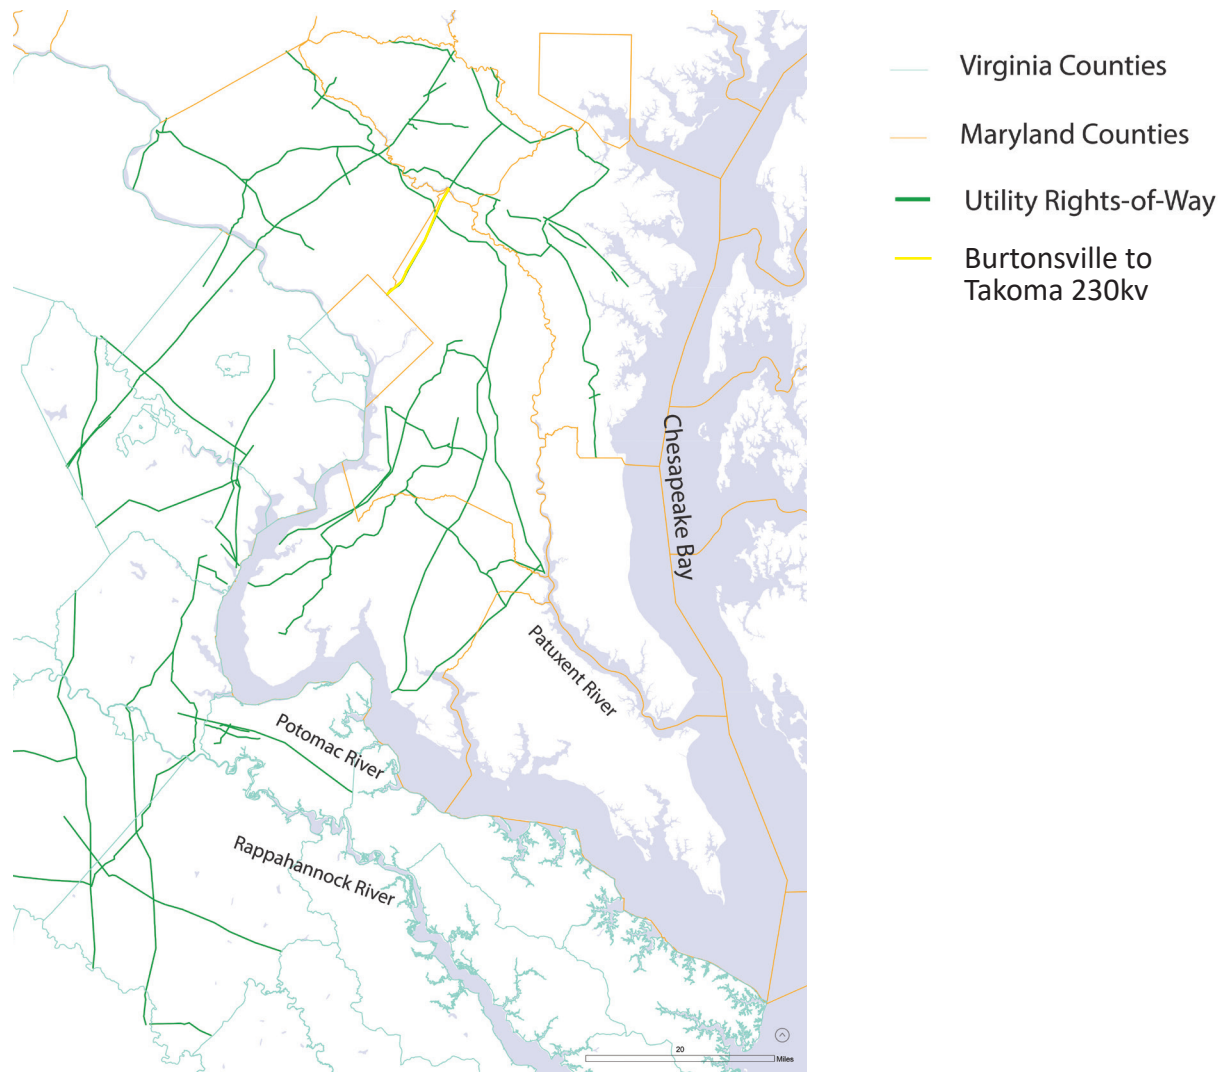 Virginia Counties
Maryland Counties
Utility Rights-of-Way
Burtonsville to
Takoma 230kv
Chesapeake Bay
Patuxent River
Potomac River
Rappahannock River
20
Miles